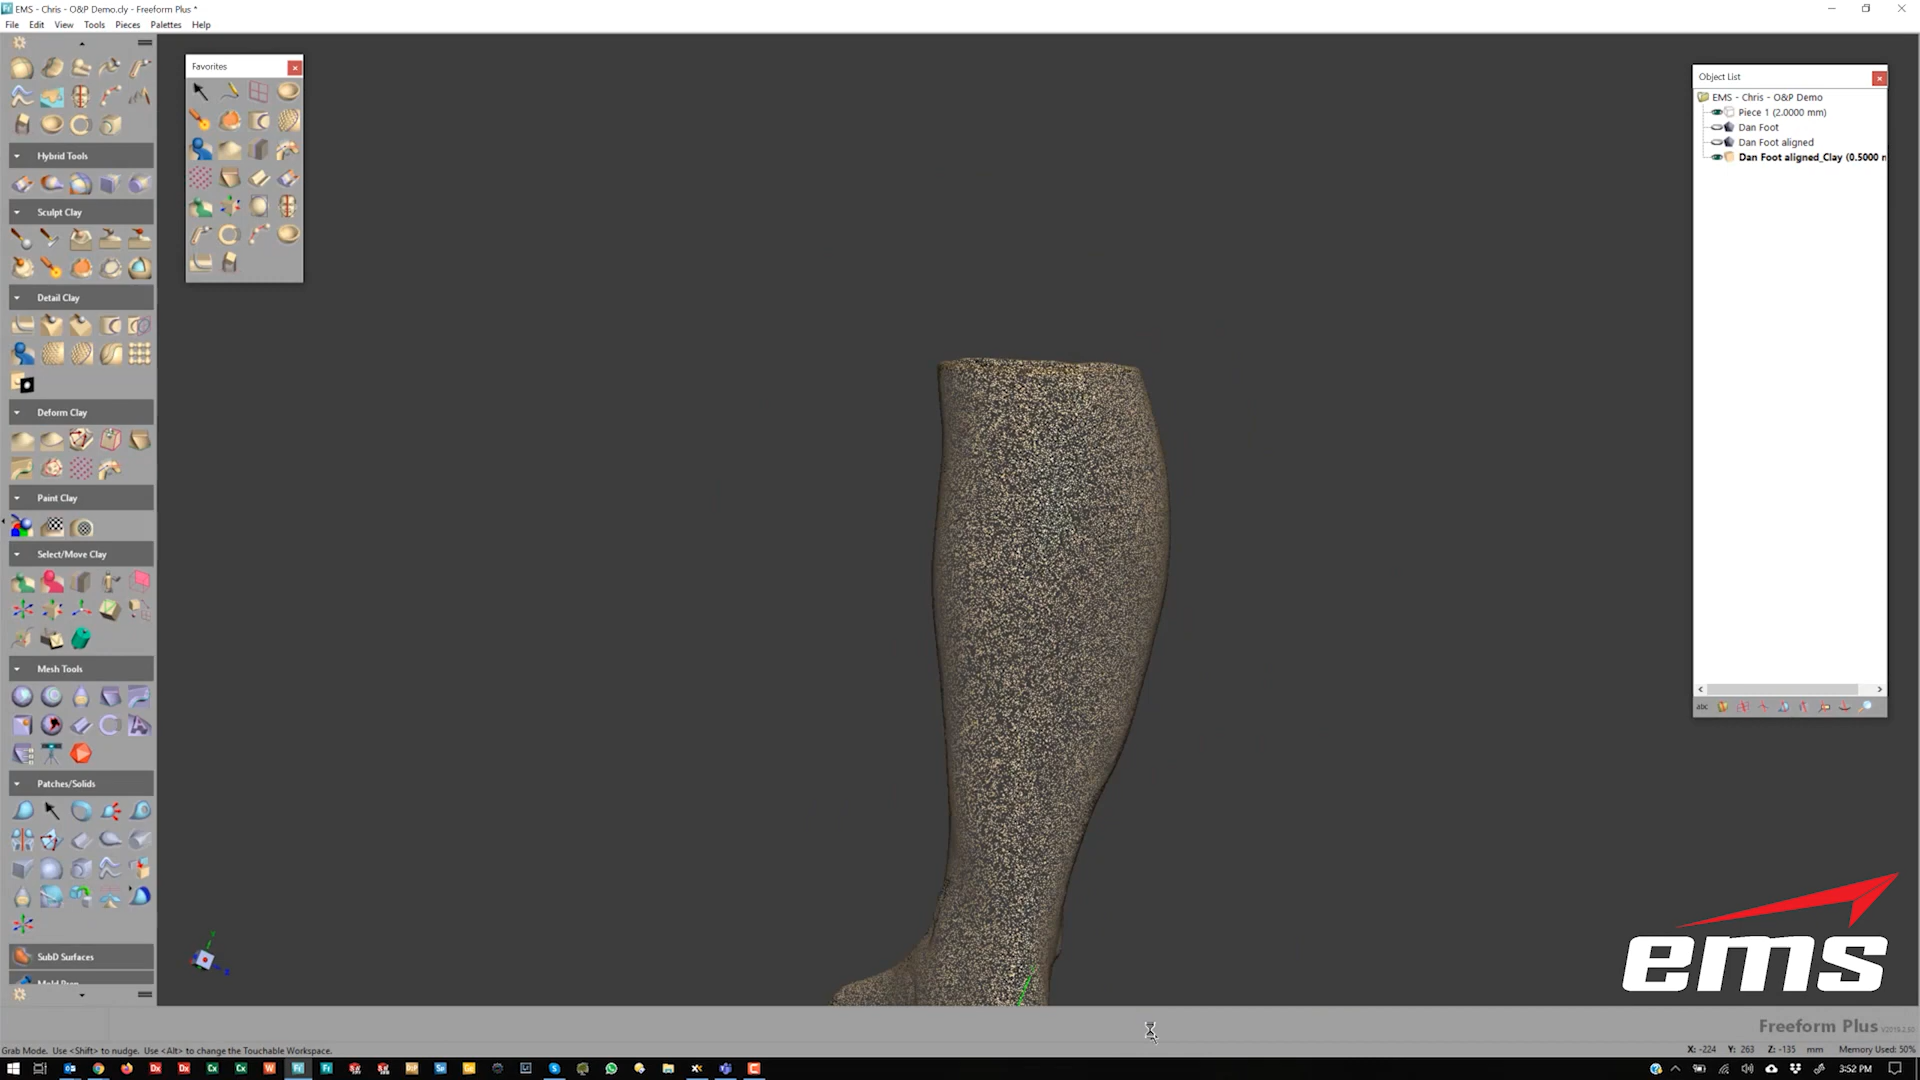 EMS - Chris - O&P Demo.cly - Freeform Plus *
File Edit View Tools Pieces Palettes Help
Favorites
Hybrid Tools
Sculpt Clay
Detail Clay
Deform Clay
Paint Clay
Select/Move Clay
Mesh Tools
Patches/Solids
SubD Surfaces
Mold Prep
Object List
EMS - Chris - O&P Demo
Piece 1 (2.0000 mm)
Dan Foot
Dan Foot aligned
Dan Foot aligned_Clay (0.5000 m
abc
ems
Freeform Plus
Grab Mode. Use <Shift> to nudge. Use <Alt> to change the Touchable Workspace.
X: -224 Y: 263 Z: -135 mm Memory Used: 50%
3:52 PM